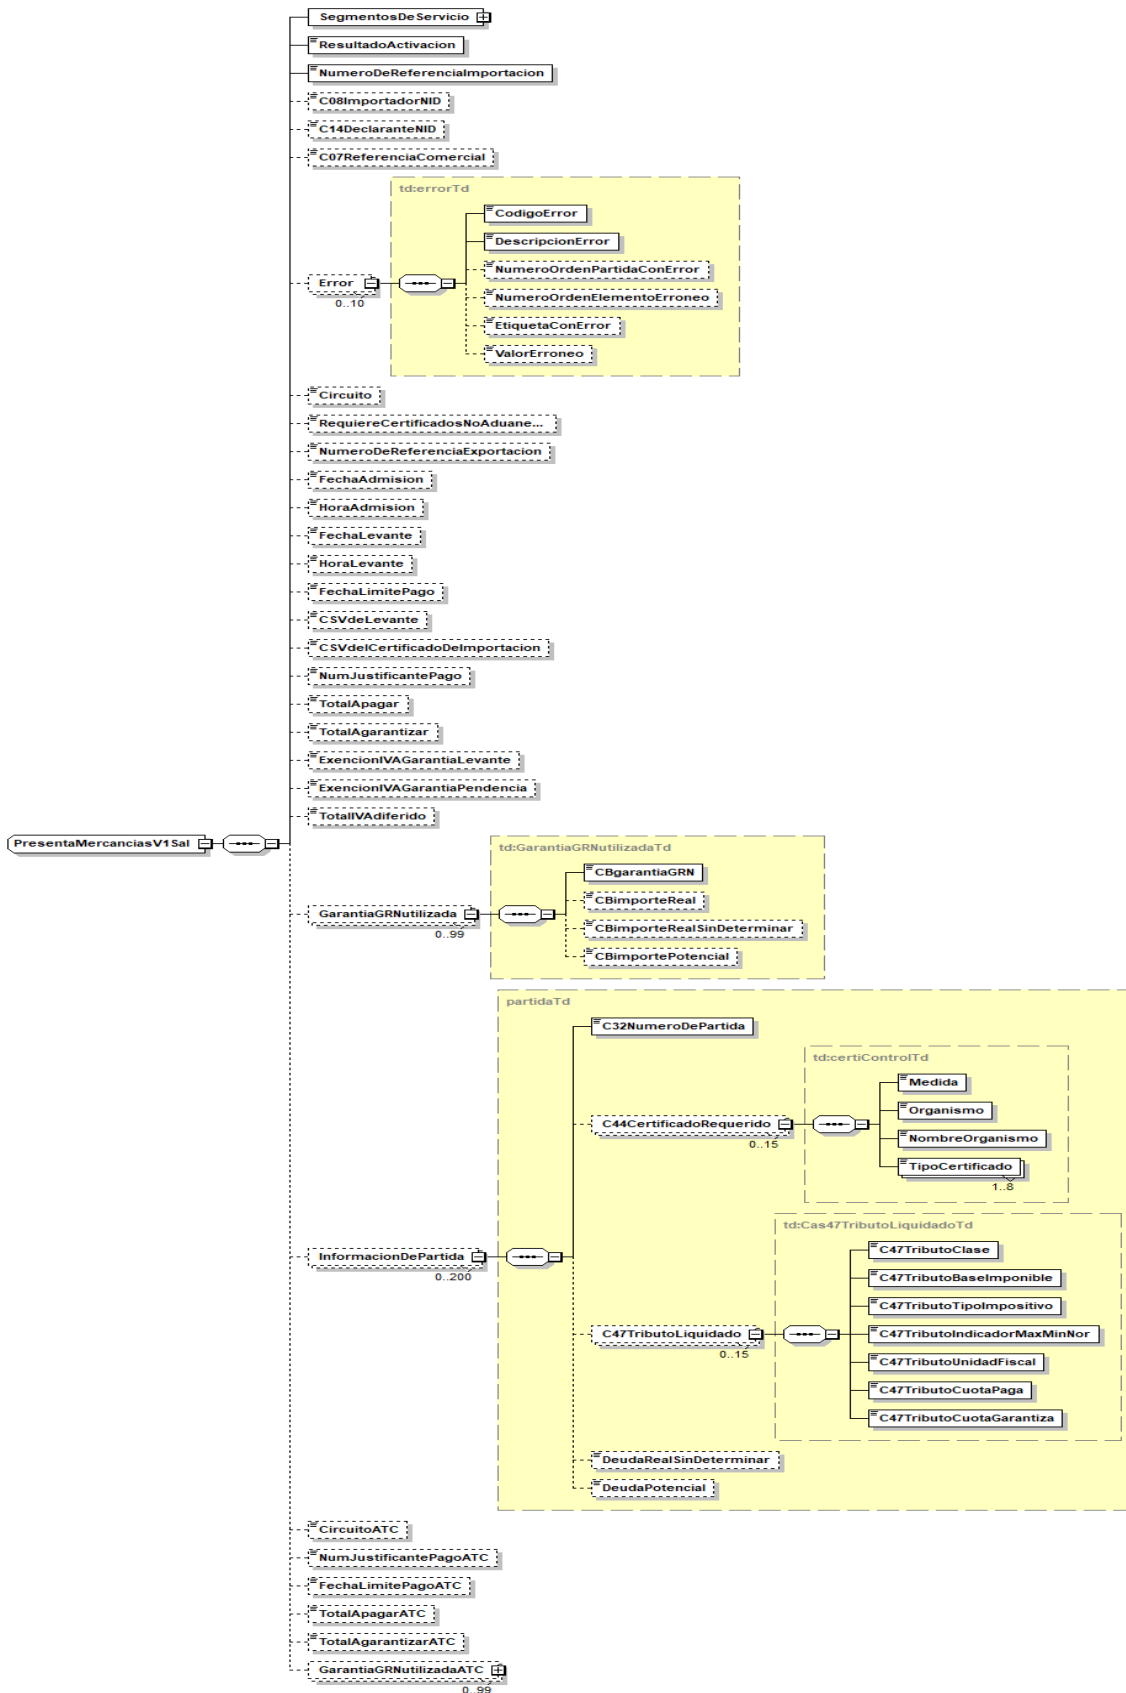 SegmentosDeServicio
ResultadoActivacion
NumeroDeReferenciaImportacion
C08ImportadorNID
C14DeclaranteNID
C07ReferenciaComercial
td:errorTd
CodigoError
DescripcionError
NumeroOrdenPartidaConError
Error
0..10
NumeroOrdenElementoErroneo
EtiquetaConError
ValorErroneo
Circuito
RequiereCertificadosNoAduane...
NumeroDeReferenciaExportacion
FechaAdmision
HoraAdmision
FechaLevante
HoraLevante
FechaLimitePago
CSVdeLevante
CSVdelCertificadoDeImportacion
NumJustificantePago
TotalApagar
TotalAgarantizar
ExencionIVAGarantiaLevante
ExencionIVAGarantiaPendencia
TotalIVAdiferido
PresentaMercanciasV1Sal
td:GarantiaGRNutilizadaTd
CBgarantiaGRN
CBimporteReal
GarantiaGRNutilizada
0..99
CBimporteRealSinDeterminar
CBimportePotencial
partidaTd
C32NumeroDePartida
td:certiControlTd
Medida
Organismo
C44CertificadoRequerido
0..15
NombreOrganismo
TipoCertificado
1..8
td:Cas47TributoLiquidadoTd
C47TributoClase
InformacionDePartida
0..200
C47TributoBaseImponible
C47TributoTipoImpositivo
C47TributoLiquidado
0..15
C47TributoIndicadorMaxMinNor
C47TributoUnidadFiscal
C47TributoCuotaPaga
C47TributoCuotaGarantiza
DeudaRealSinDeterminar
DeudaPotencial
CircuitoATC
NumJustificantePagoATC
FechaLimitePagoATC
TotalApagarATC
TotalAgarantizarATC
GarantiaGRNutilizadaATC
0..99